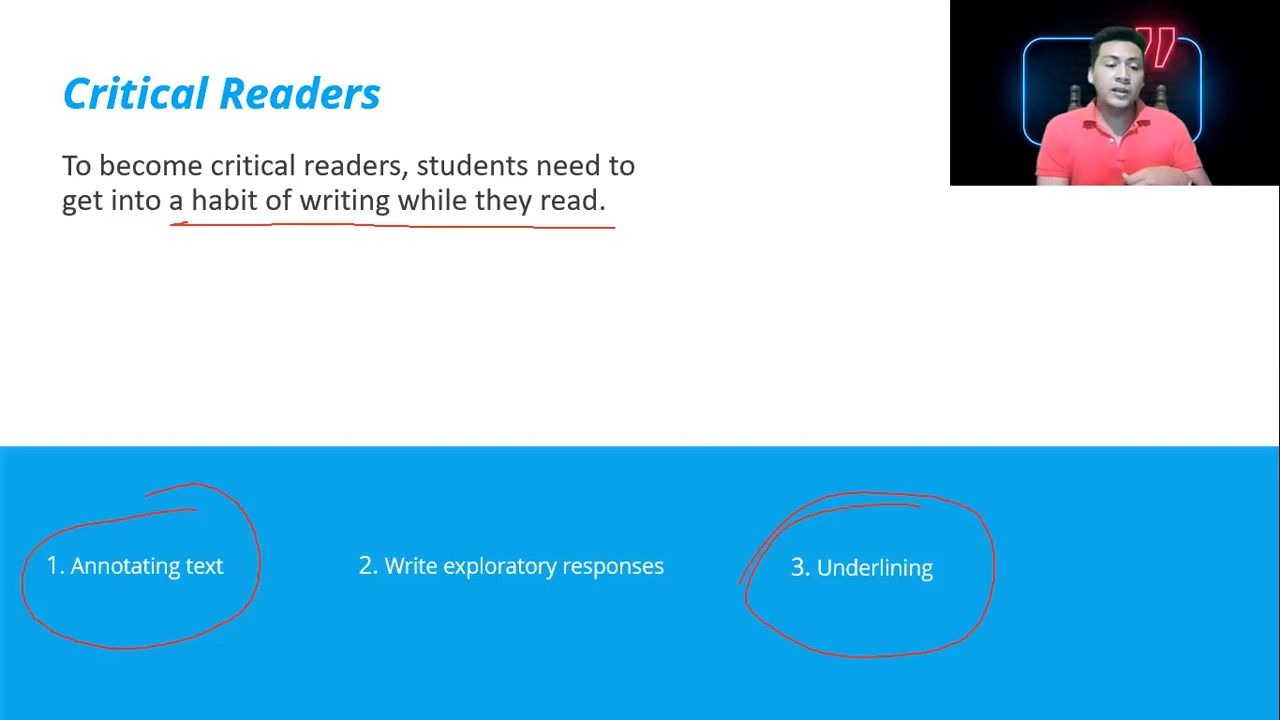 Critical Readers
To become critical readers, students need to
get into a habit of writing while they read.
1. Annotating text
2. Write exploratory responses
3. Underlining